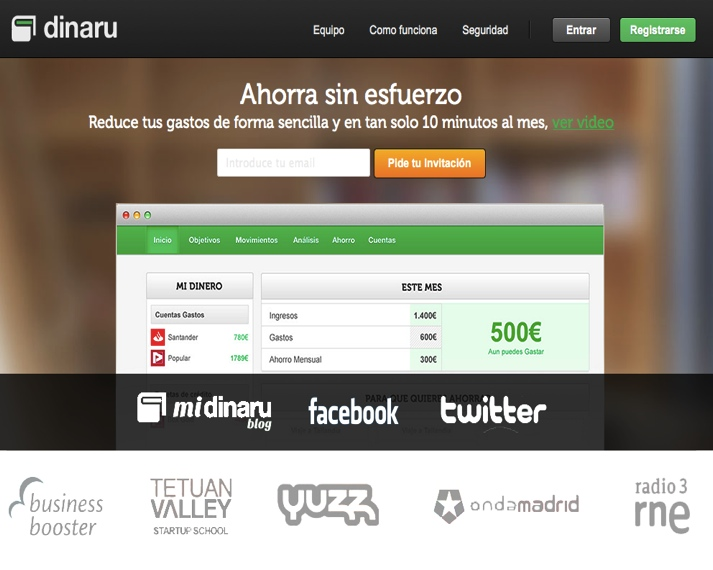 dinaru
Equipo Como funciona Seguridad Entrar Registrarse
Ahorra sin esfuerzo
Reduce tus gastos de forma sencilla y en tan solo 10 minutos al mes, ver video
Introduce tu email Pide tu Invitación
Inicio Objetivos Movimientos Análisis Ahorro Cuentas
MI DINERO
Cuentas Gastos
Santander 780€
Popular 1789€
ESTE MES
Ingresos 1.400€
Gastos 600€
Ahorro Mensual 300€
500€
Aun puedes Gastar
PARA QUE QUIERE AHORRA
midinaru
blog
facebook
twitter
business
booster
TETUAN
VALLEY
STARTUP SCHOOL
YUZZ
ondamadrid
radio 3
rne